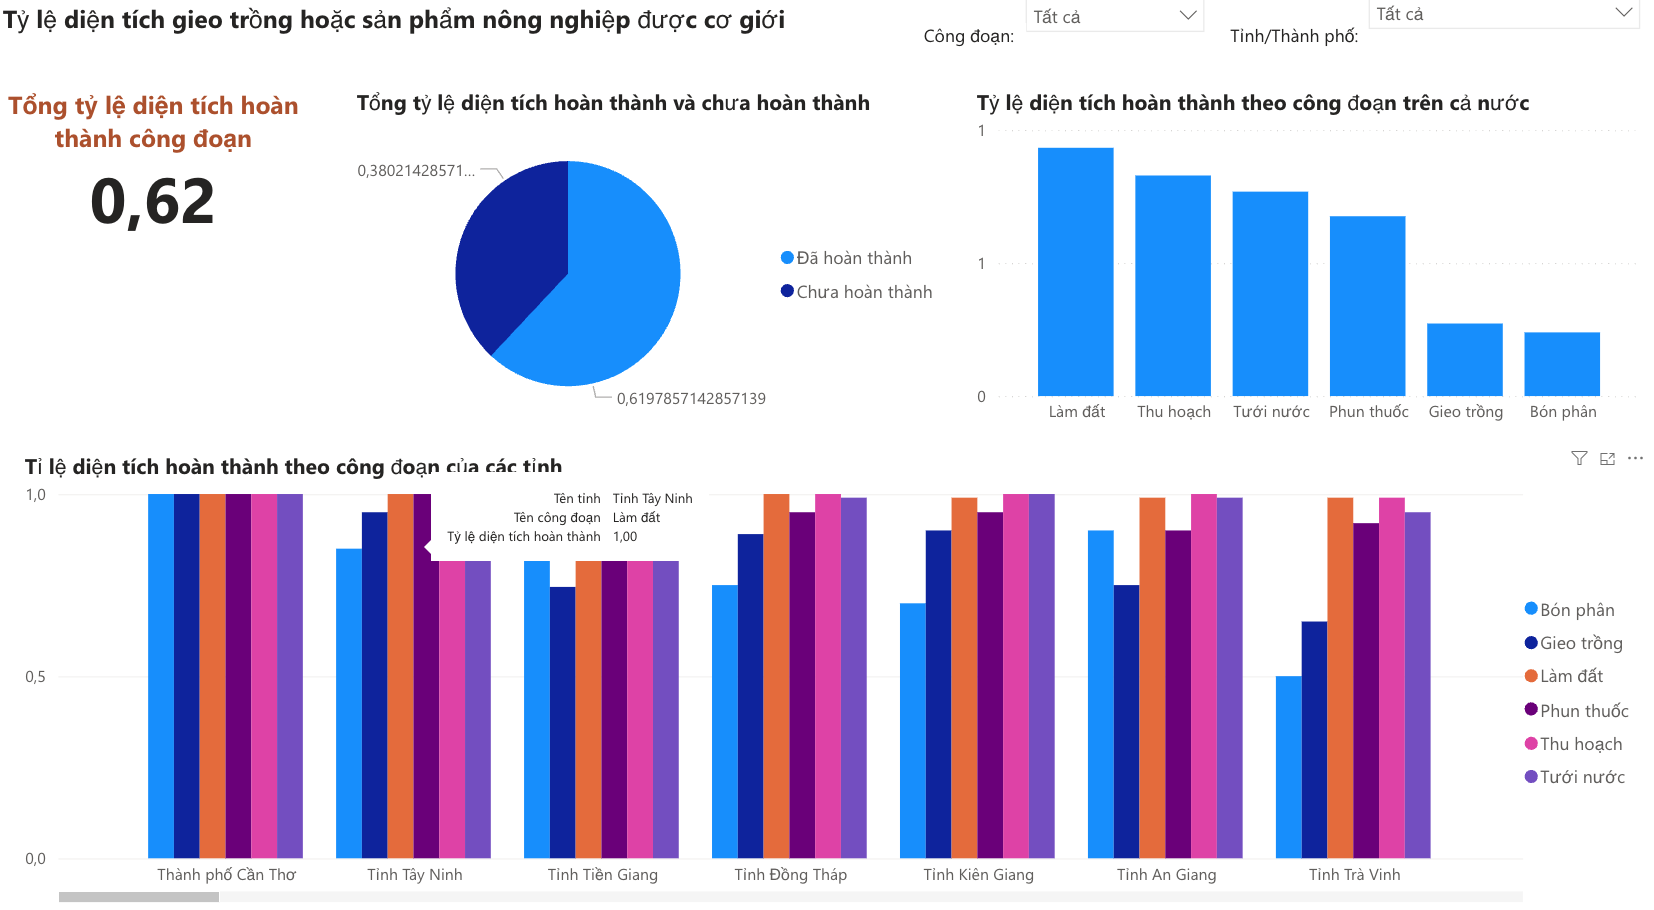 Tỷ lệ diện tích gieo trồng hoặc sản phẩm nông nghiệp được cơ giới
Công đoạn:
Tất cả
Tỉnh/Thành phố:
Tất cả
Tổng tỷ lệ diện tích hoàn
thành công đoạn
0,62
Tổng tỷ lệ diện tích hoàn thành và chưa hoàn thành
0,38021428571...
0,6197857142857139
Đã hoàn thành
Chưa hoàn thành
Tỷ lệ diện tích hoàn thành theo công đoạn trên cả nước
1
1
0
Làm đất
Thu hoạch
Tưới nước
Phun thuốc
Gieo trồng
Bón phân
Tỉ lệ diện tích hoàn thành theo công đoạn của các tỉnh
1,0
0,5
0,0
Tên tỉnh Tỉnh Tây Ninh
Tên công đoạn Làm đất
Tỷ lệ diện tích hoàn thành 1,00
Thành phố Cần Thơ
Tỉnh Tây Ninh
Tỉnh Tiền Giang
Tỉnh Đồng Tháp
Tỉnh Kiên Giang
Tỉnh An Giang
Tỉnh Trà Vinh
Bón phân
Gieo trồng
Làm đất
Phun thuốc
Thu hoạch
Tưới nước